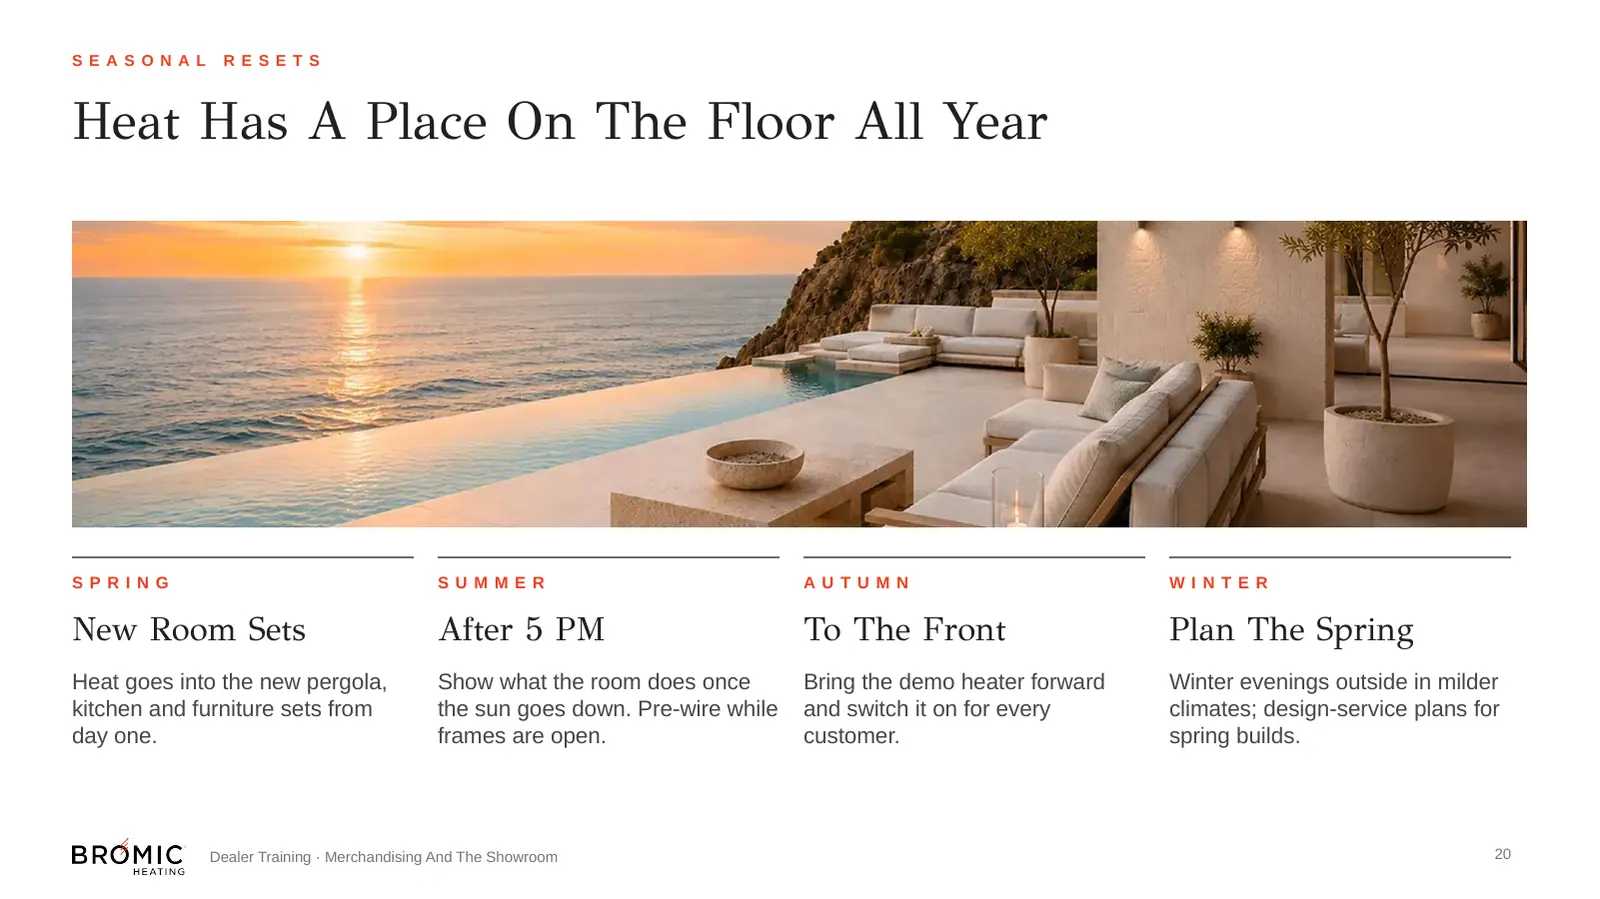 SEASONAL RESETS
Heat Has A Place On The Floor All Year
SPRING
New Room Sets
Heat goes into the new pergola,
kitchen and furniture sets from
day one.
SUMMER
After 5 PM
Show what the room does once
the sun goes down. Pre-wire while
frames are open.
AUTUMN
To The Front
Bring the demo heater forward
and switch it on for every
customer.
WINTER
Plan The Spring
Winter evenings outside in milder
climates; design-service plans for
spring builds.
BROMIC
HEATING
Dealer Training · Merchandising And The Showroom
20